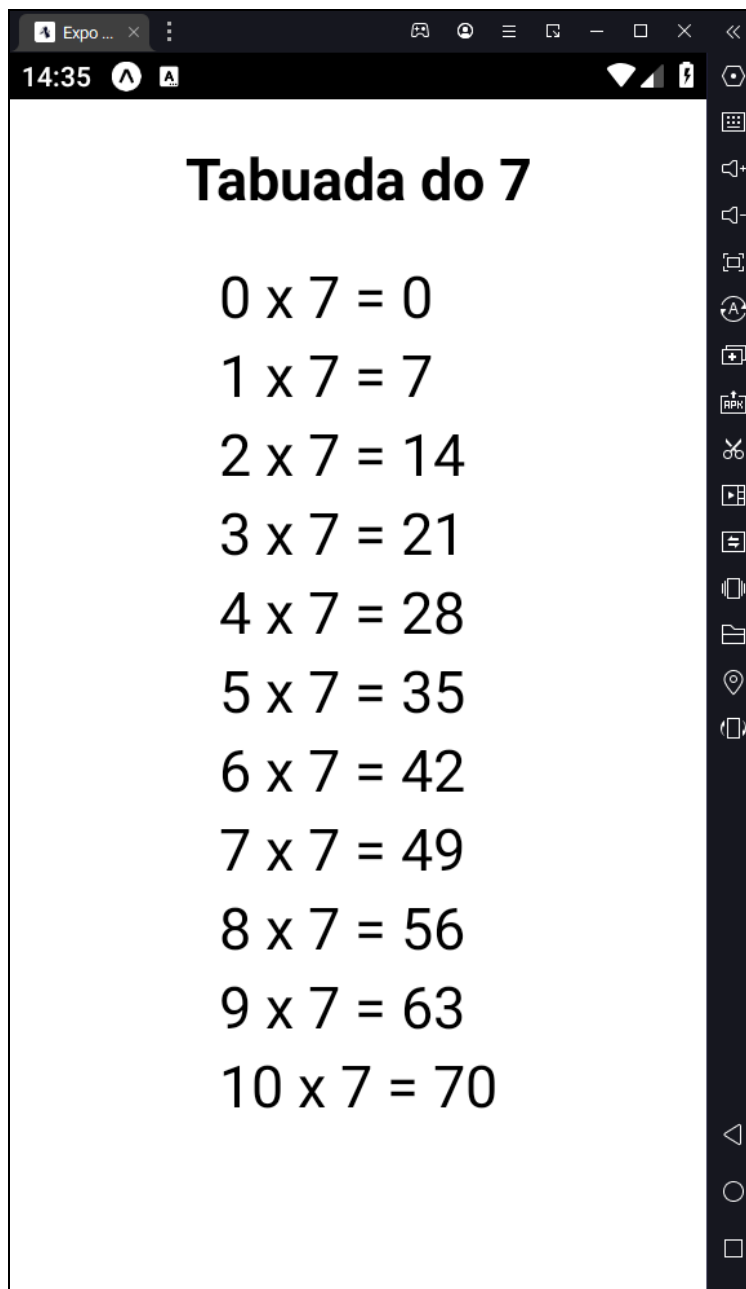 Expo ...
14:35
Tabuada do 7
0 x 7 = 0
1 x 7 = 7
2 x 7 = 14
3 x 7 = 21
4 x 7 = 28
5 x 7 = 35
6 x 7 = 42
7 x 7 = 49
8 x 7 = 56
9 x 7 = 63
10 x 7 = 70
A
A
APK